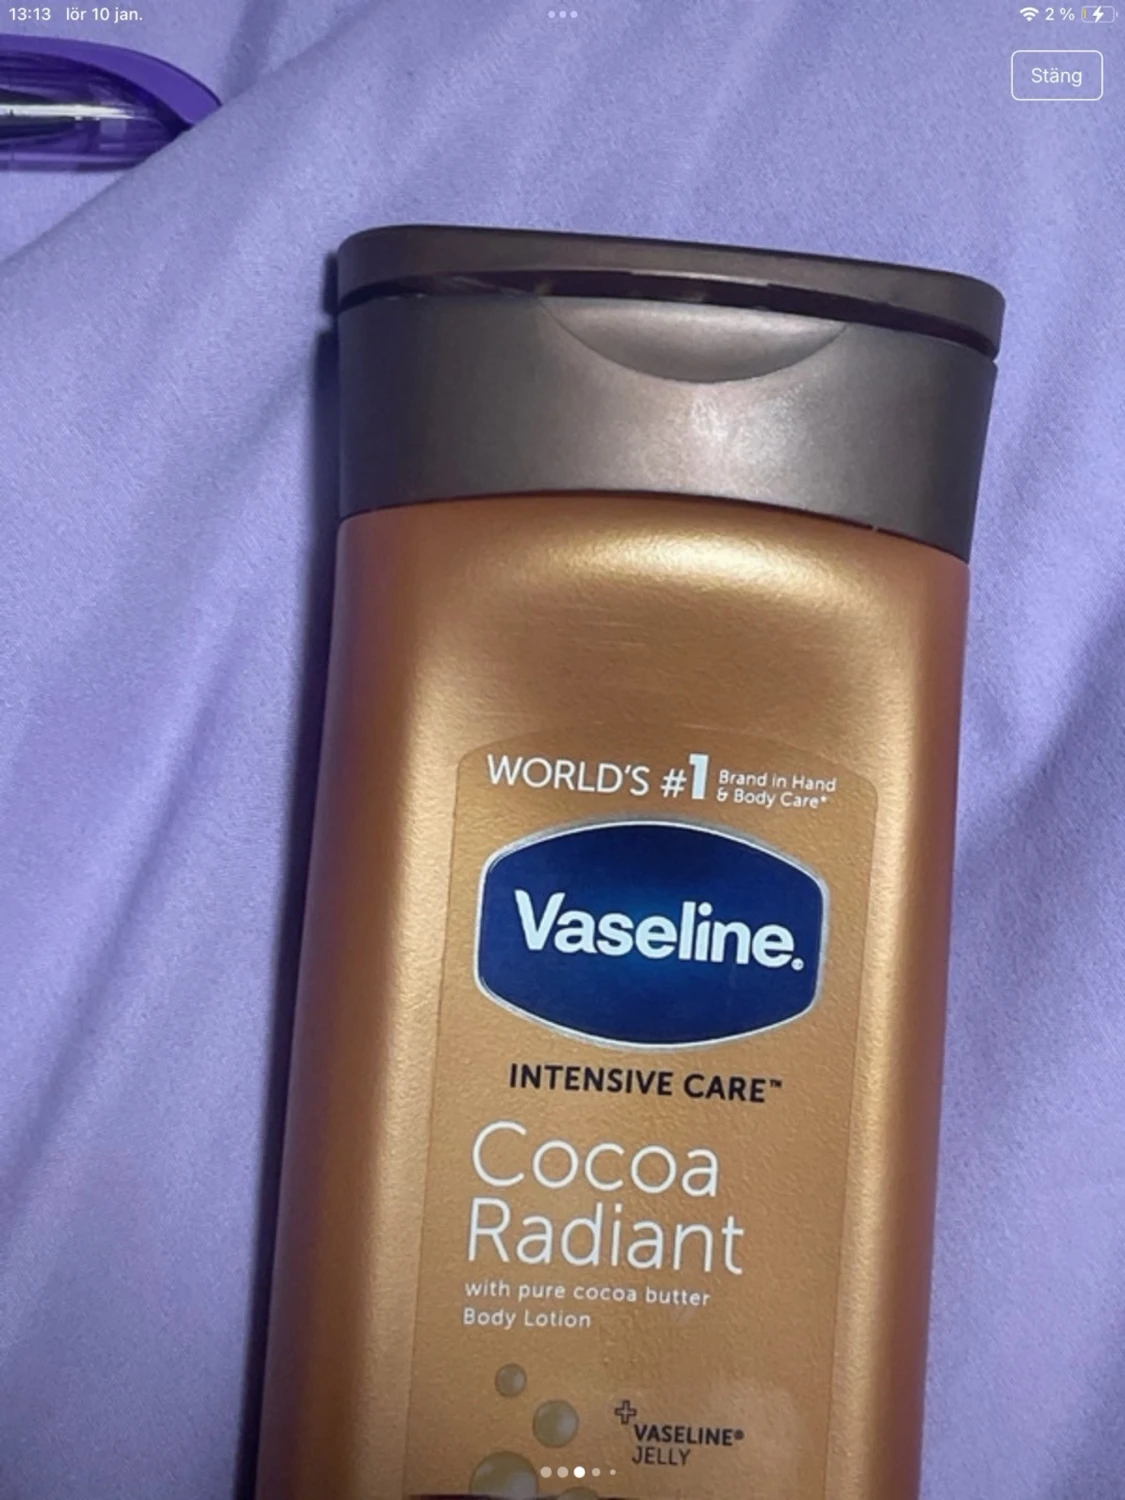 13:13 lör 10 jan.
2 %
Stäng
WORLD'S #1 Brand in Hand
& Body Care*
Vaseline®
INTENSIVE CARE™
Cocoa
Radiant
with pure cocoa butter
Body Lotion
VASELINE®
JELLY